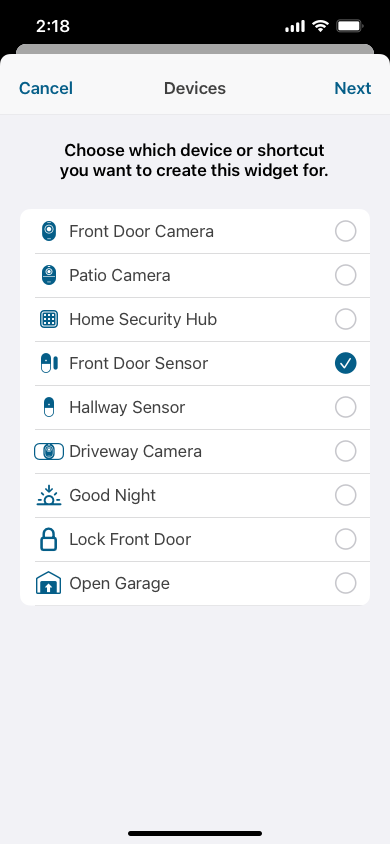 2:18
Cancel Devices Next
Choose which device or shortcut
you want to create this widget for.
Front Door Camera
Patio Camera
Home Security Hub
Front Door Sensor
Hallway Sensor
Driveway Camera
Good Night
Lock Front Door
Open Garage